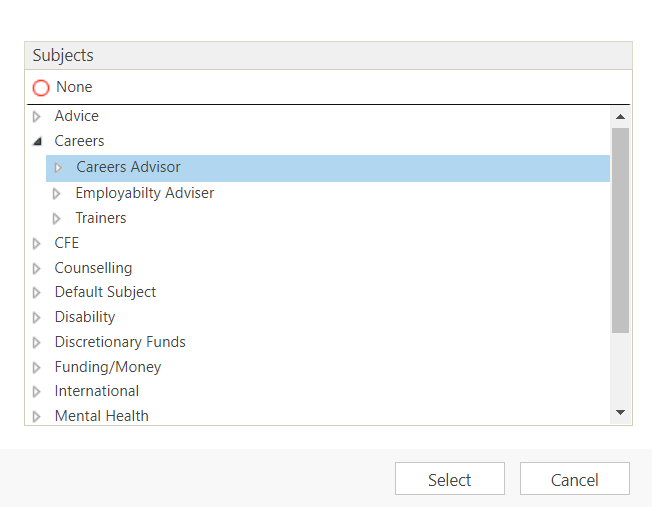 Subjects
None
Advice
Careers
Careers Advisor
Employabilty Adviser
Trainers
CFE
Counselling
Default Subject
Disability
Discretionary Funds
Funding/Money
International
Mental Health
Select
Cancel